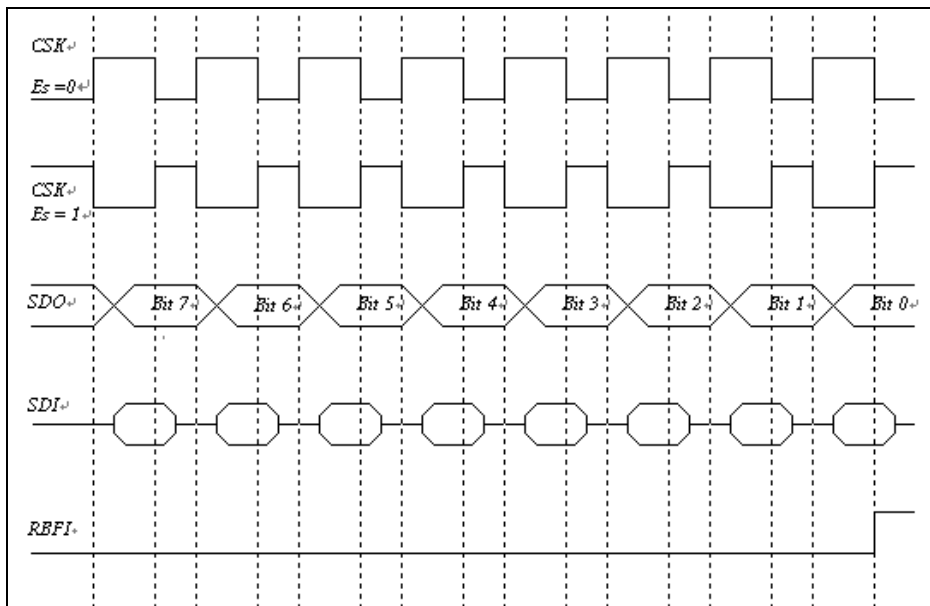 CSK↵
Es =0↵
CSK↵
Es = 1↵
SDO↵ Bit 7↵ Bit 6↵ Bit 5↵ Bit 4↵ Bit 3↵ Bit 2↵ Bit 1↵ Bit 0↵
SDI↵
RBFI↵